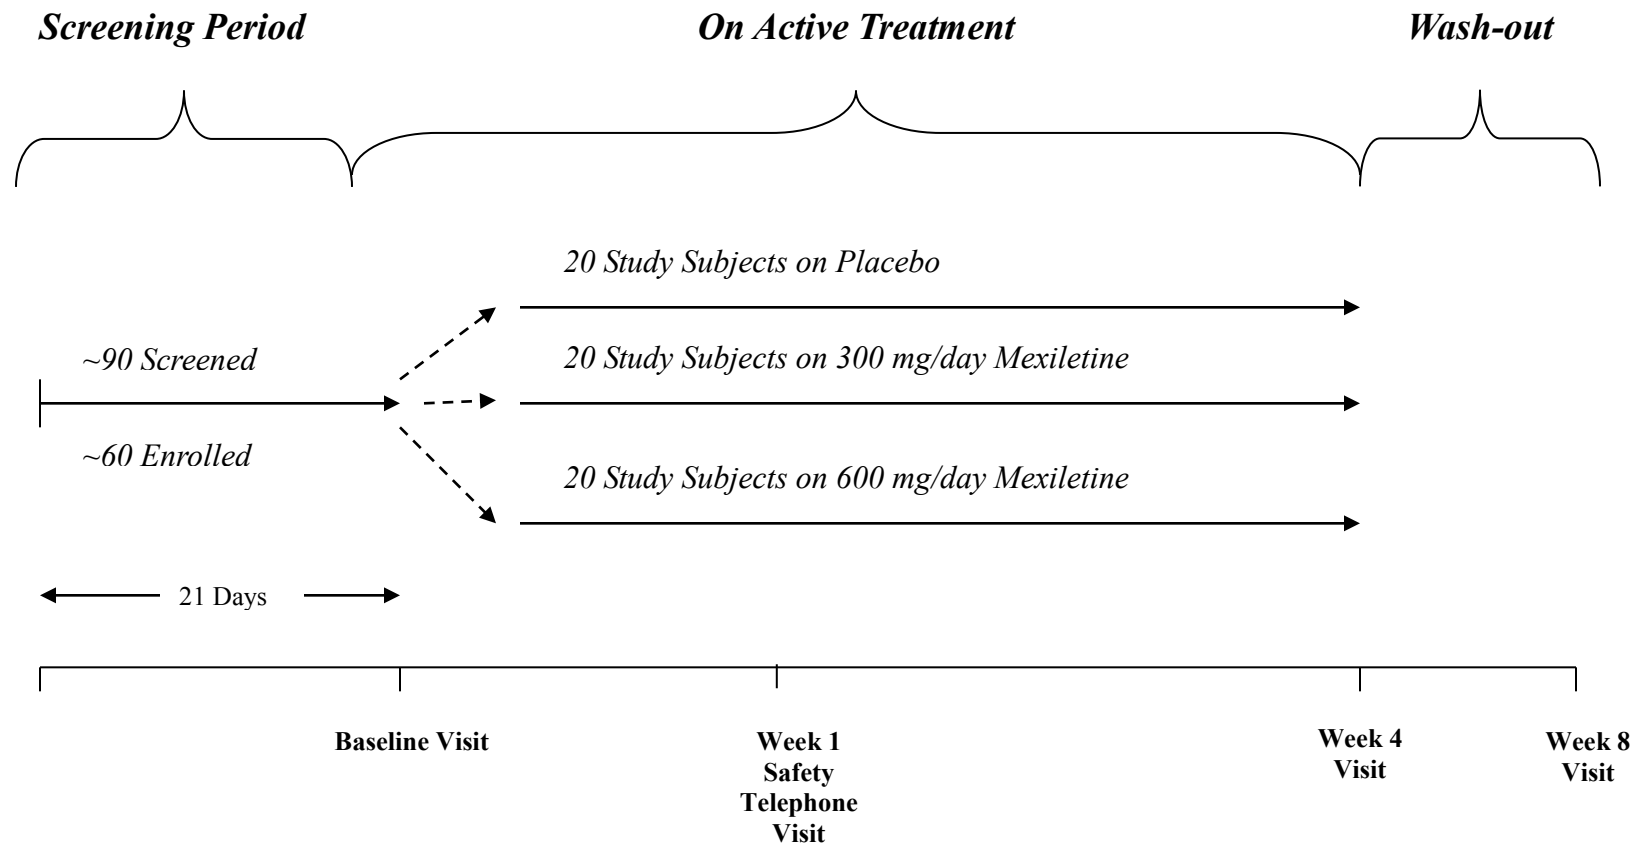 Screening Period
On Active Treatment
Wash-out
20 Study Subjects on Placebo
~90 Screened
20 Study Subjects on 300 mg/day Mexiletine
~60 Enrolled
20 Study Subjects on 600 mg/day Mexiletine
21 Days
Baseline Visit
Week 1
Safety
Telephone
Visit
Week 4
Visit
Week 8
Visit